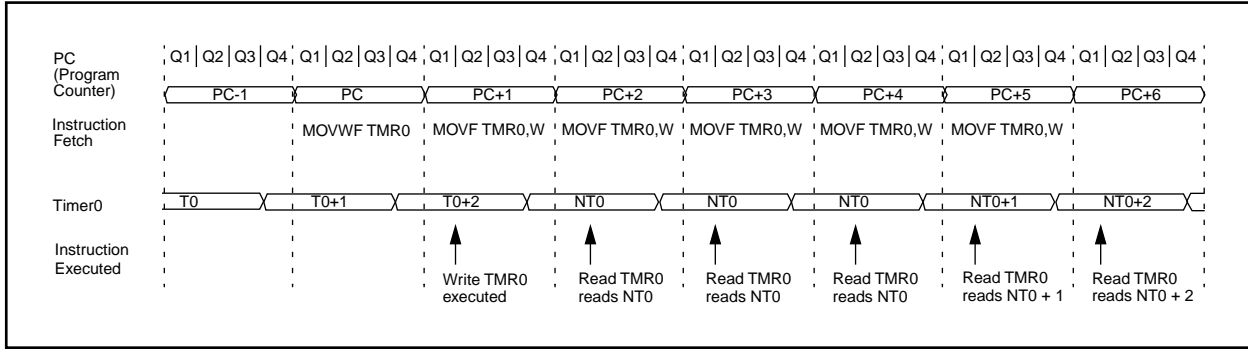 PC
(Program
Counter)
Q1 Q2 Q3 Q4 Q1 Q2 Q3 Q4 Q1 Q2 Q3 Q4 Q1 Q2 Q3 Q4 Q1 Q2 Q3 Q4 Q1 Q2 Q3 Q4 Q1 Q2 Q3 Q4 Q1 Q2 Q3 Q4
PC-1 PC PC+1 PC+2 PC+3 PC+4 PC+5 PC+6
Instruction
Fetch
MOVWF TMR0 MOVF TMR0,W MOVF TMR0,W MOVF TMR0,W MOVF TMR0,W MOVF TMR0,W
Timer0
T0 T0+1 T0+2 NT0 NT0 NT0 NT0+1 NT0+2
Instruction
Executed
Write TMR0
executed
Read TMR0
reads NT0
Read TMR0
reads NT0
Read TMR0
reads NT0
Read TMR0
reads NT0 + 1
Read TMR0
reads NT0 + 2